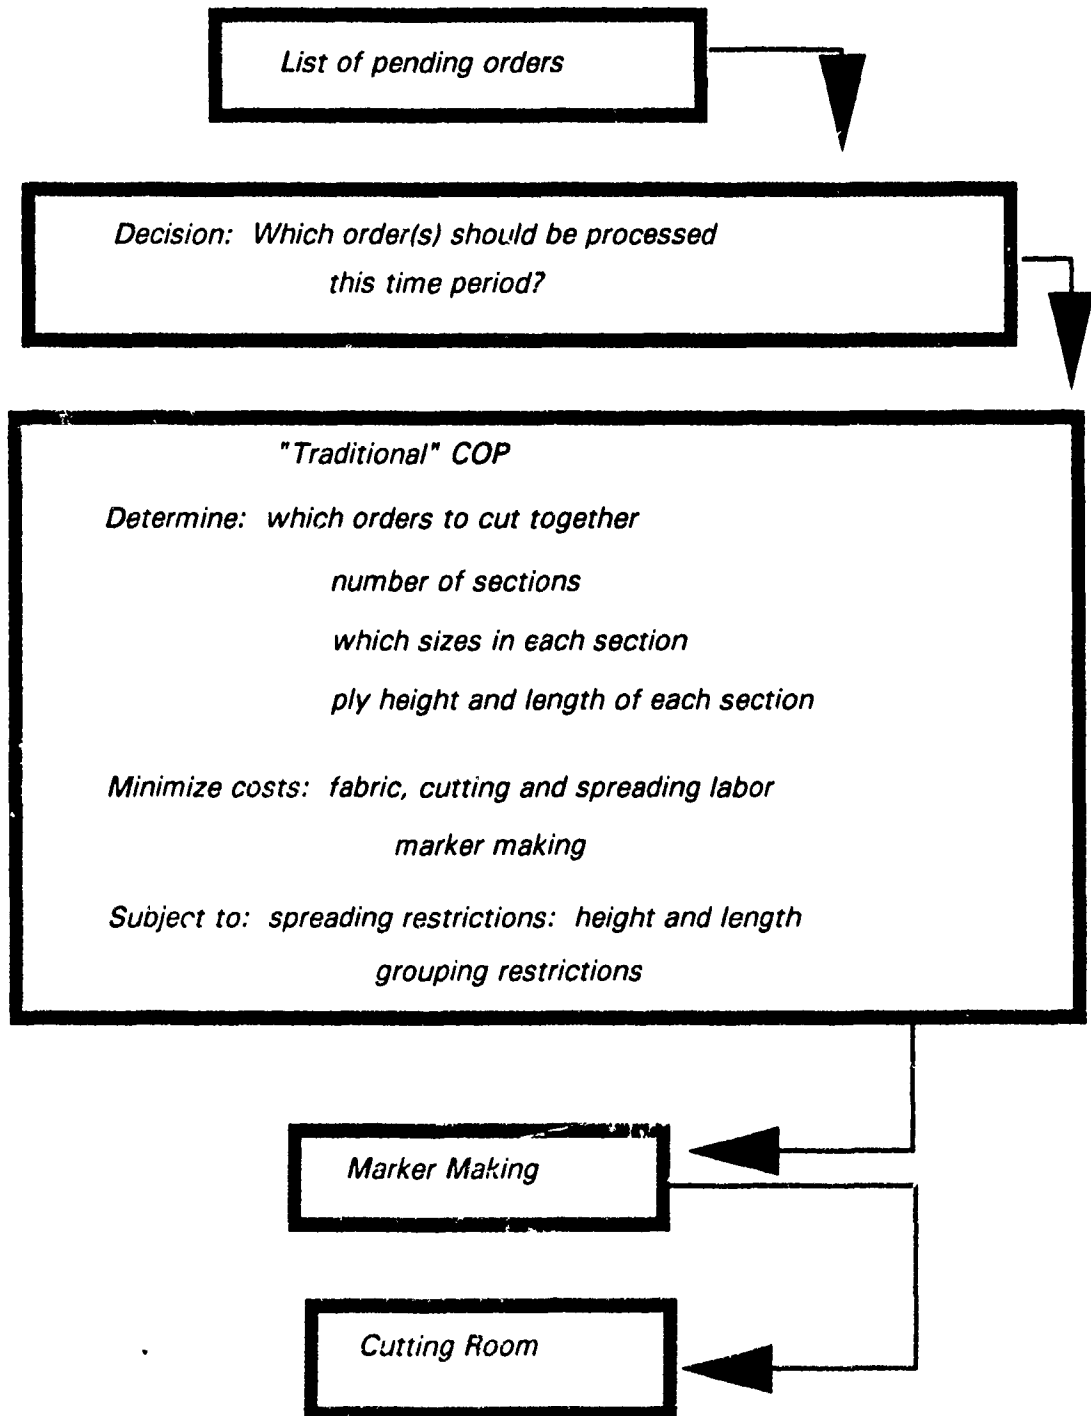 List of pending orders
Decision: Which order(s) should be processed
this time period?
"Traditional" COP
Determine: which orders to cut together
number of sections
which sizes in each section
ply height and length of each section
Minimize costs: fabric, cutting and spreading labor
marker making
Subject to: spreading restrictions: height and length
grouping restrictions
Marker Making
Cutting Room